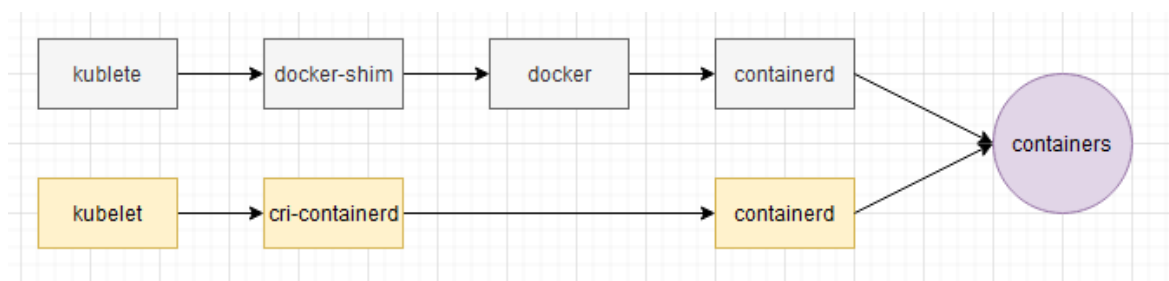 kublete
docker-shim
docker
containerd
containers
kubelet
cri-containerd
containerd